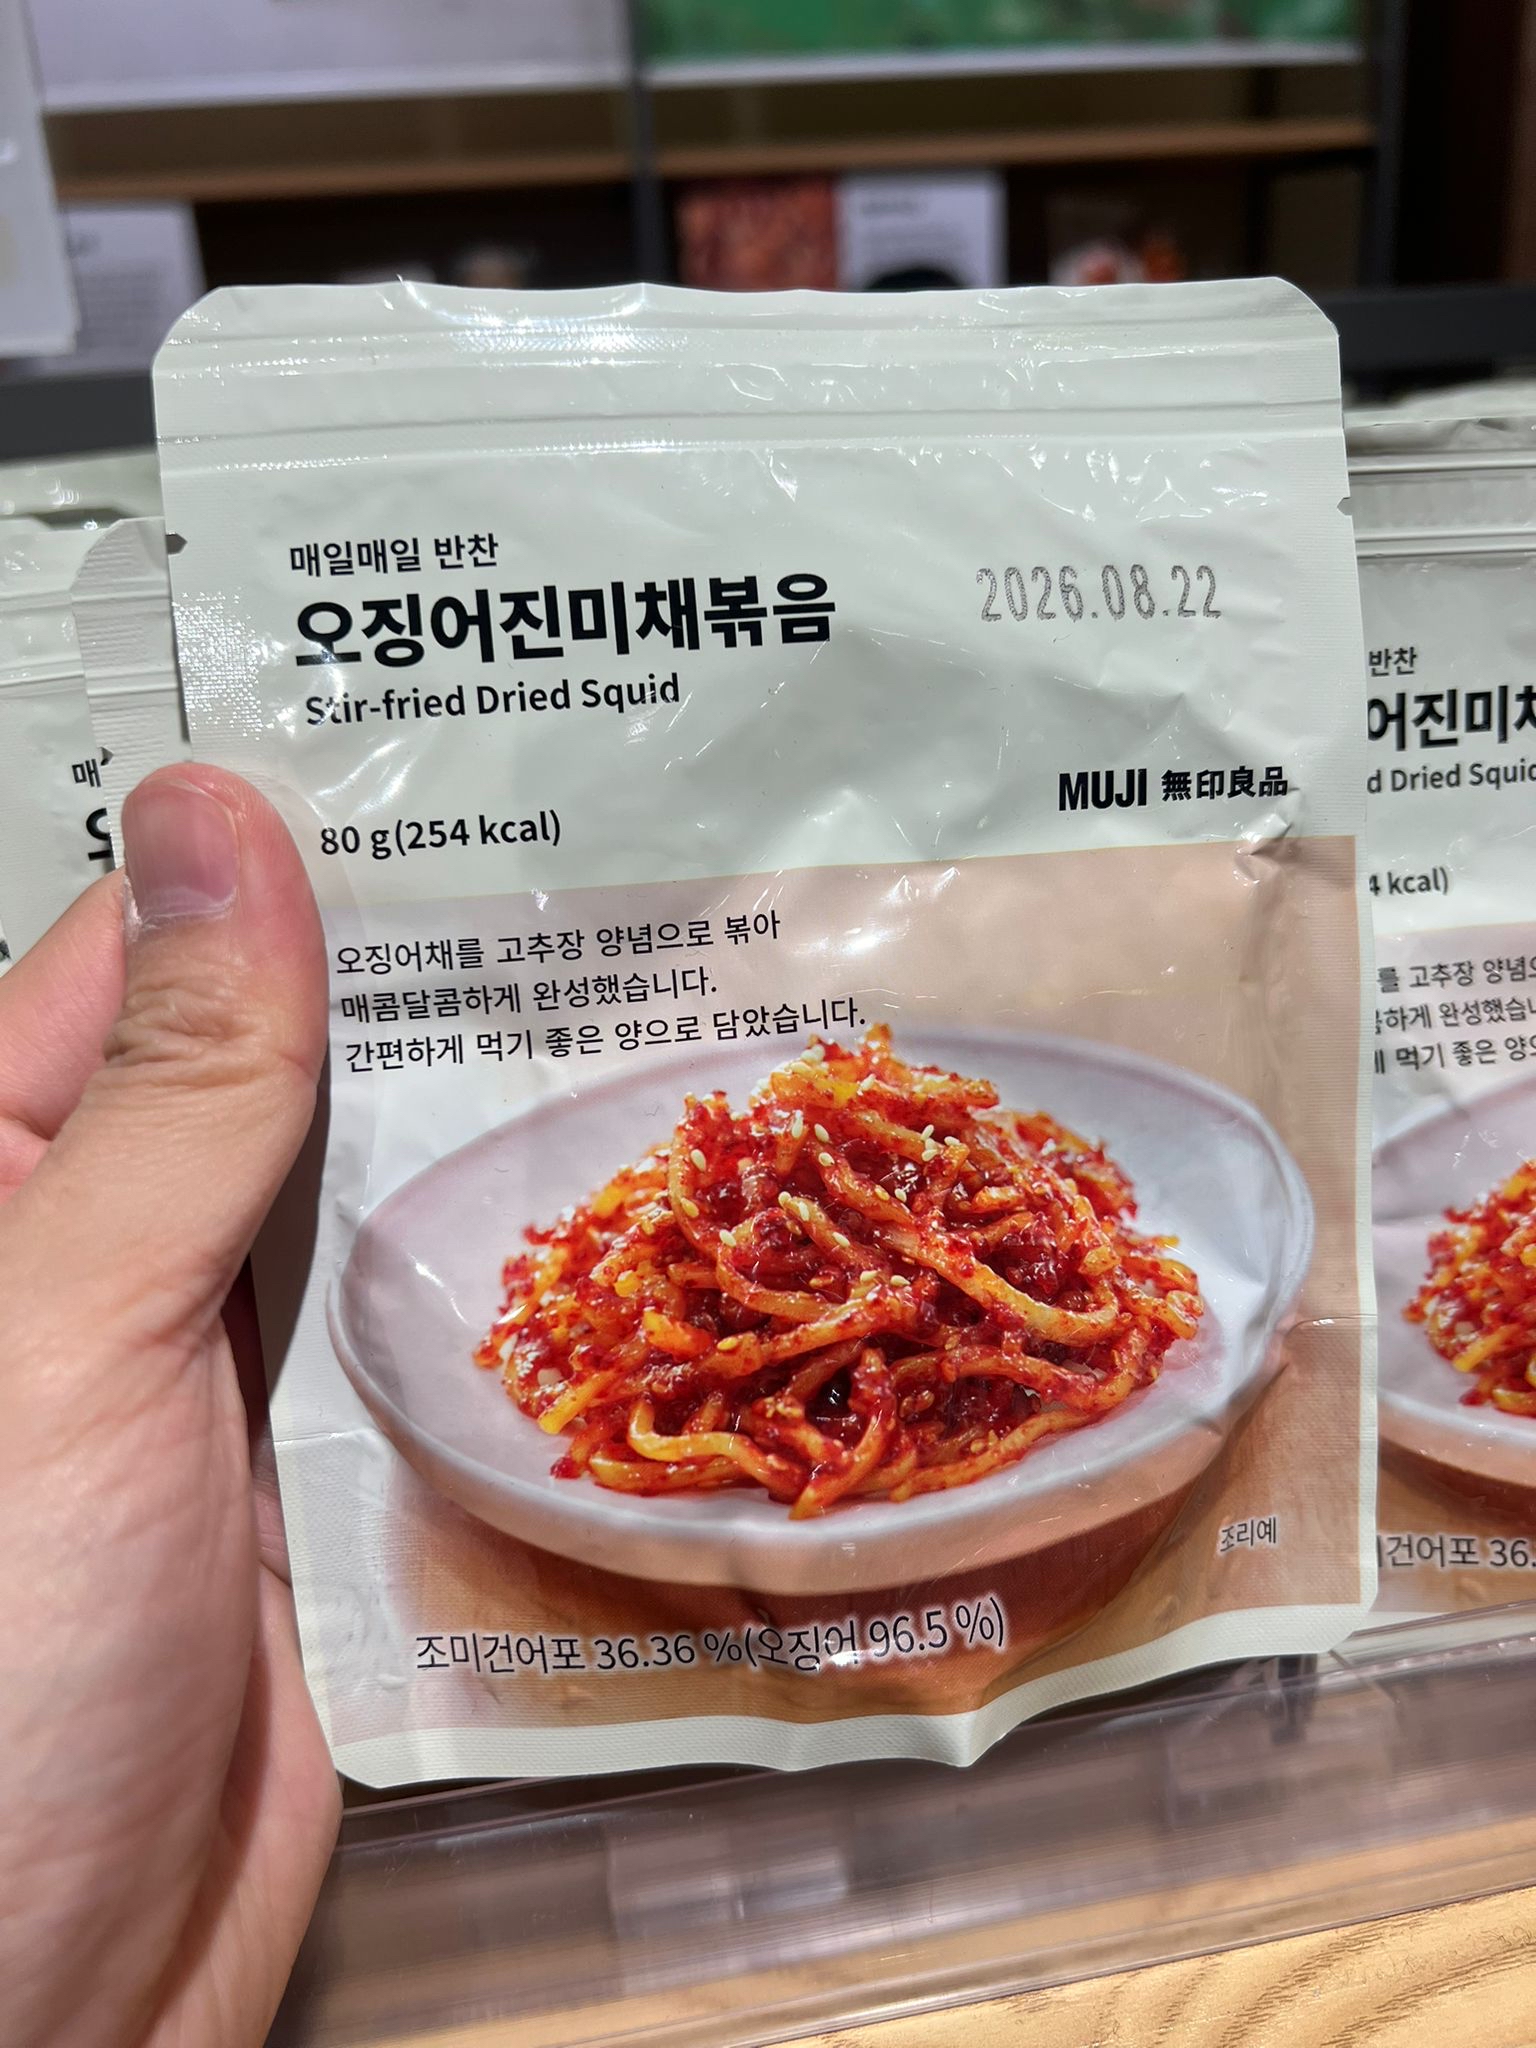 매일매일 반찬
오징어진미채볶음
Stir-fried Dried Squid
2026.08.22
MUJI 無印良品
80 g(254 kcal)
오징어채를 고추장 양념으로 볶아
매콤달콤하게 완성했습니다.
간편하게 먹기 좋은 양으로 담았습니다.
조리예
조미건어포 36.36 %(오징어 96.5 %)
매
반찬
어진미채
d Dried Squid
4 kcal)
를 고추장 양념으
하게 완성했습니
먹기 좋은 양으
건어포 36.